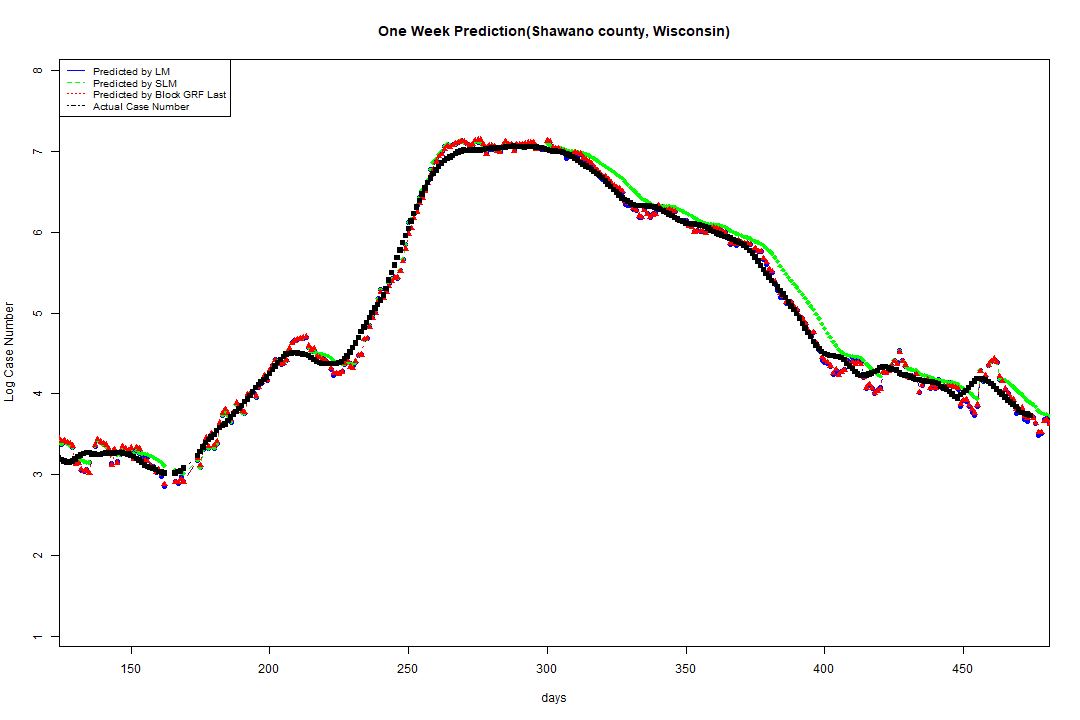 One Week Prediction(Shawano county, Wisconsin)
Predicted by LM
Predicted by SLM
Predicted by Block GRF Last
Actual Case Number
8
7
6
5
4
3
2
1
Log Case Number
150 200 250 300 350 400 450
days